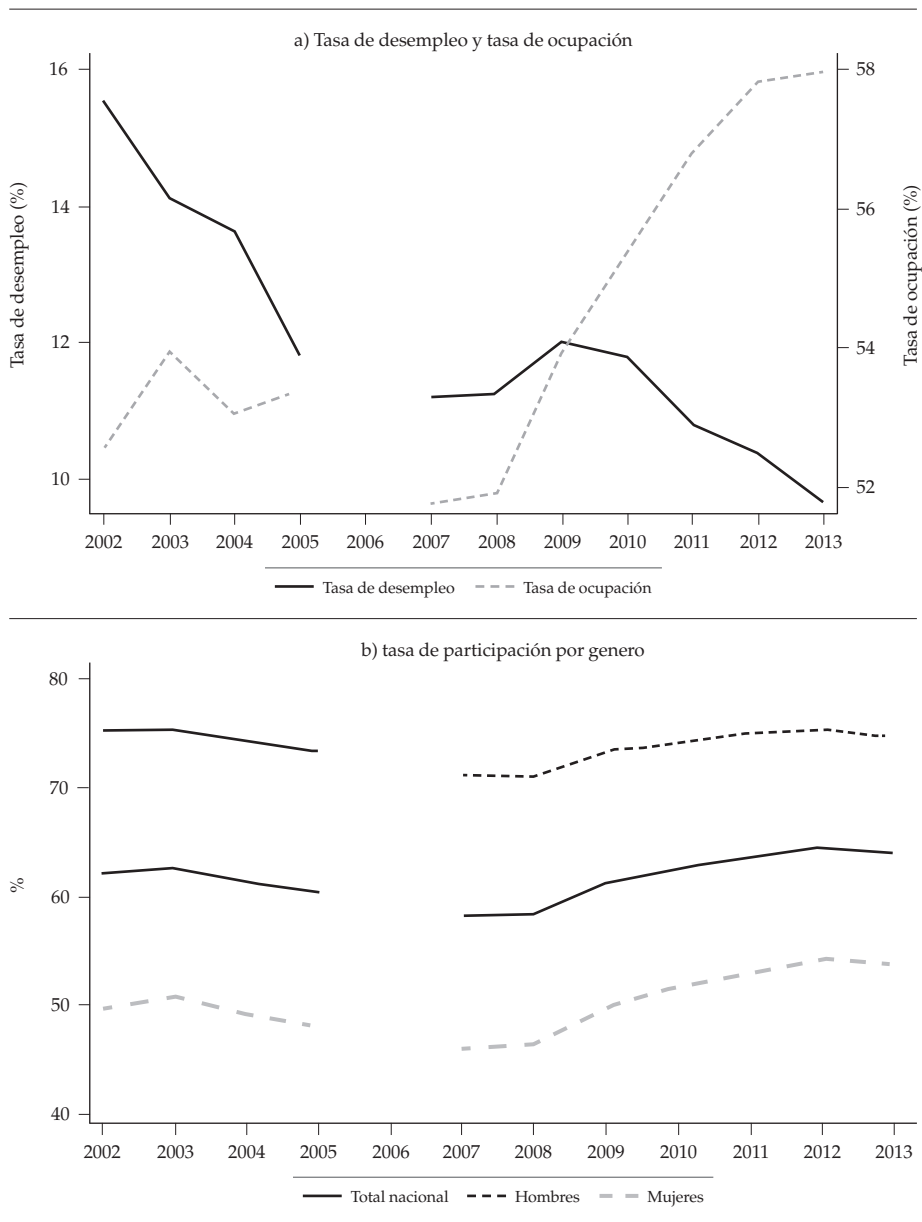 a) Tasa de desempleo y tasa de ocupación
Tasa de desempleo (%)
16
14
12
10
58
56
54
52
Tasa de ocupación (%)
2002 2003 2004 2005 2006 2007 2008 2009 2010 2011 2012 2013
Tasa de desempleo Tasa de ocupación
b) tasa de participación por genero
%
80
70
60
50
40
2002 2003 2004 2005 2006 2007 2008 2009 2010 2011 2012 2013
Total nacional Hombres Mujeres